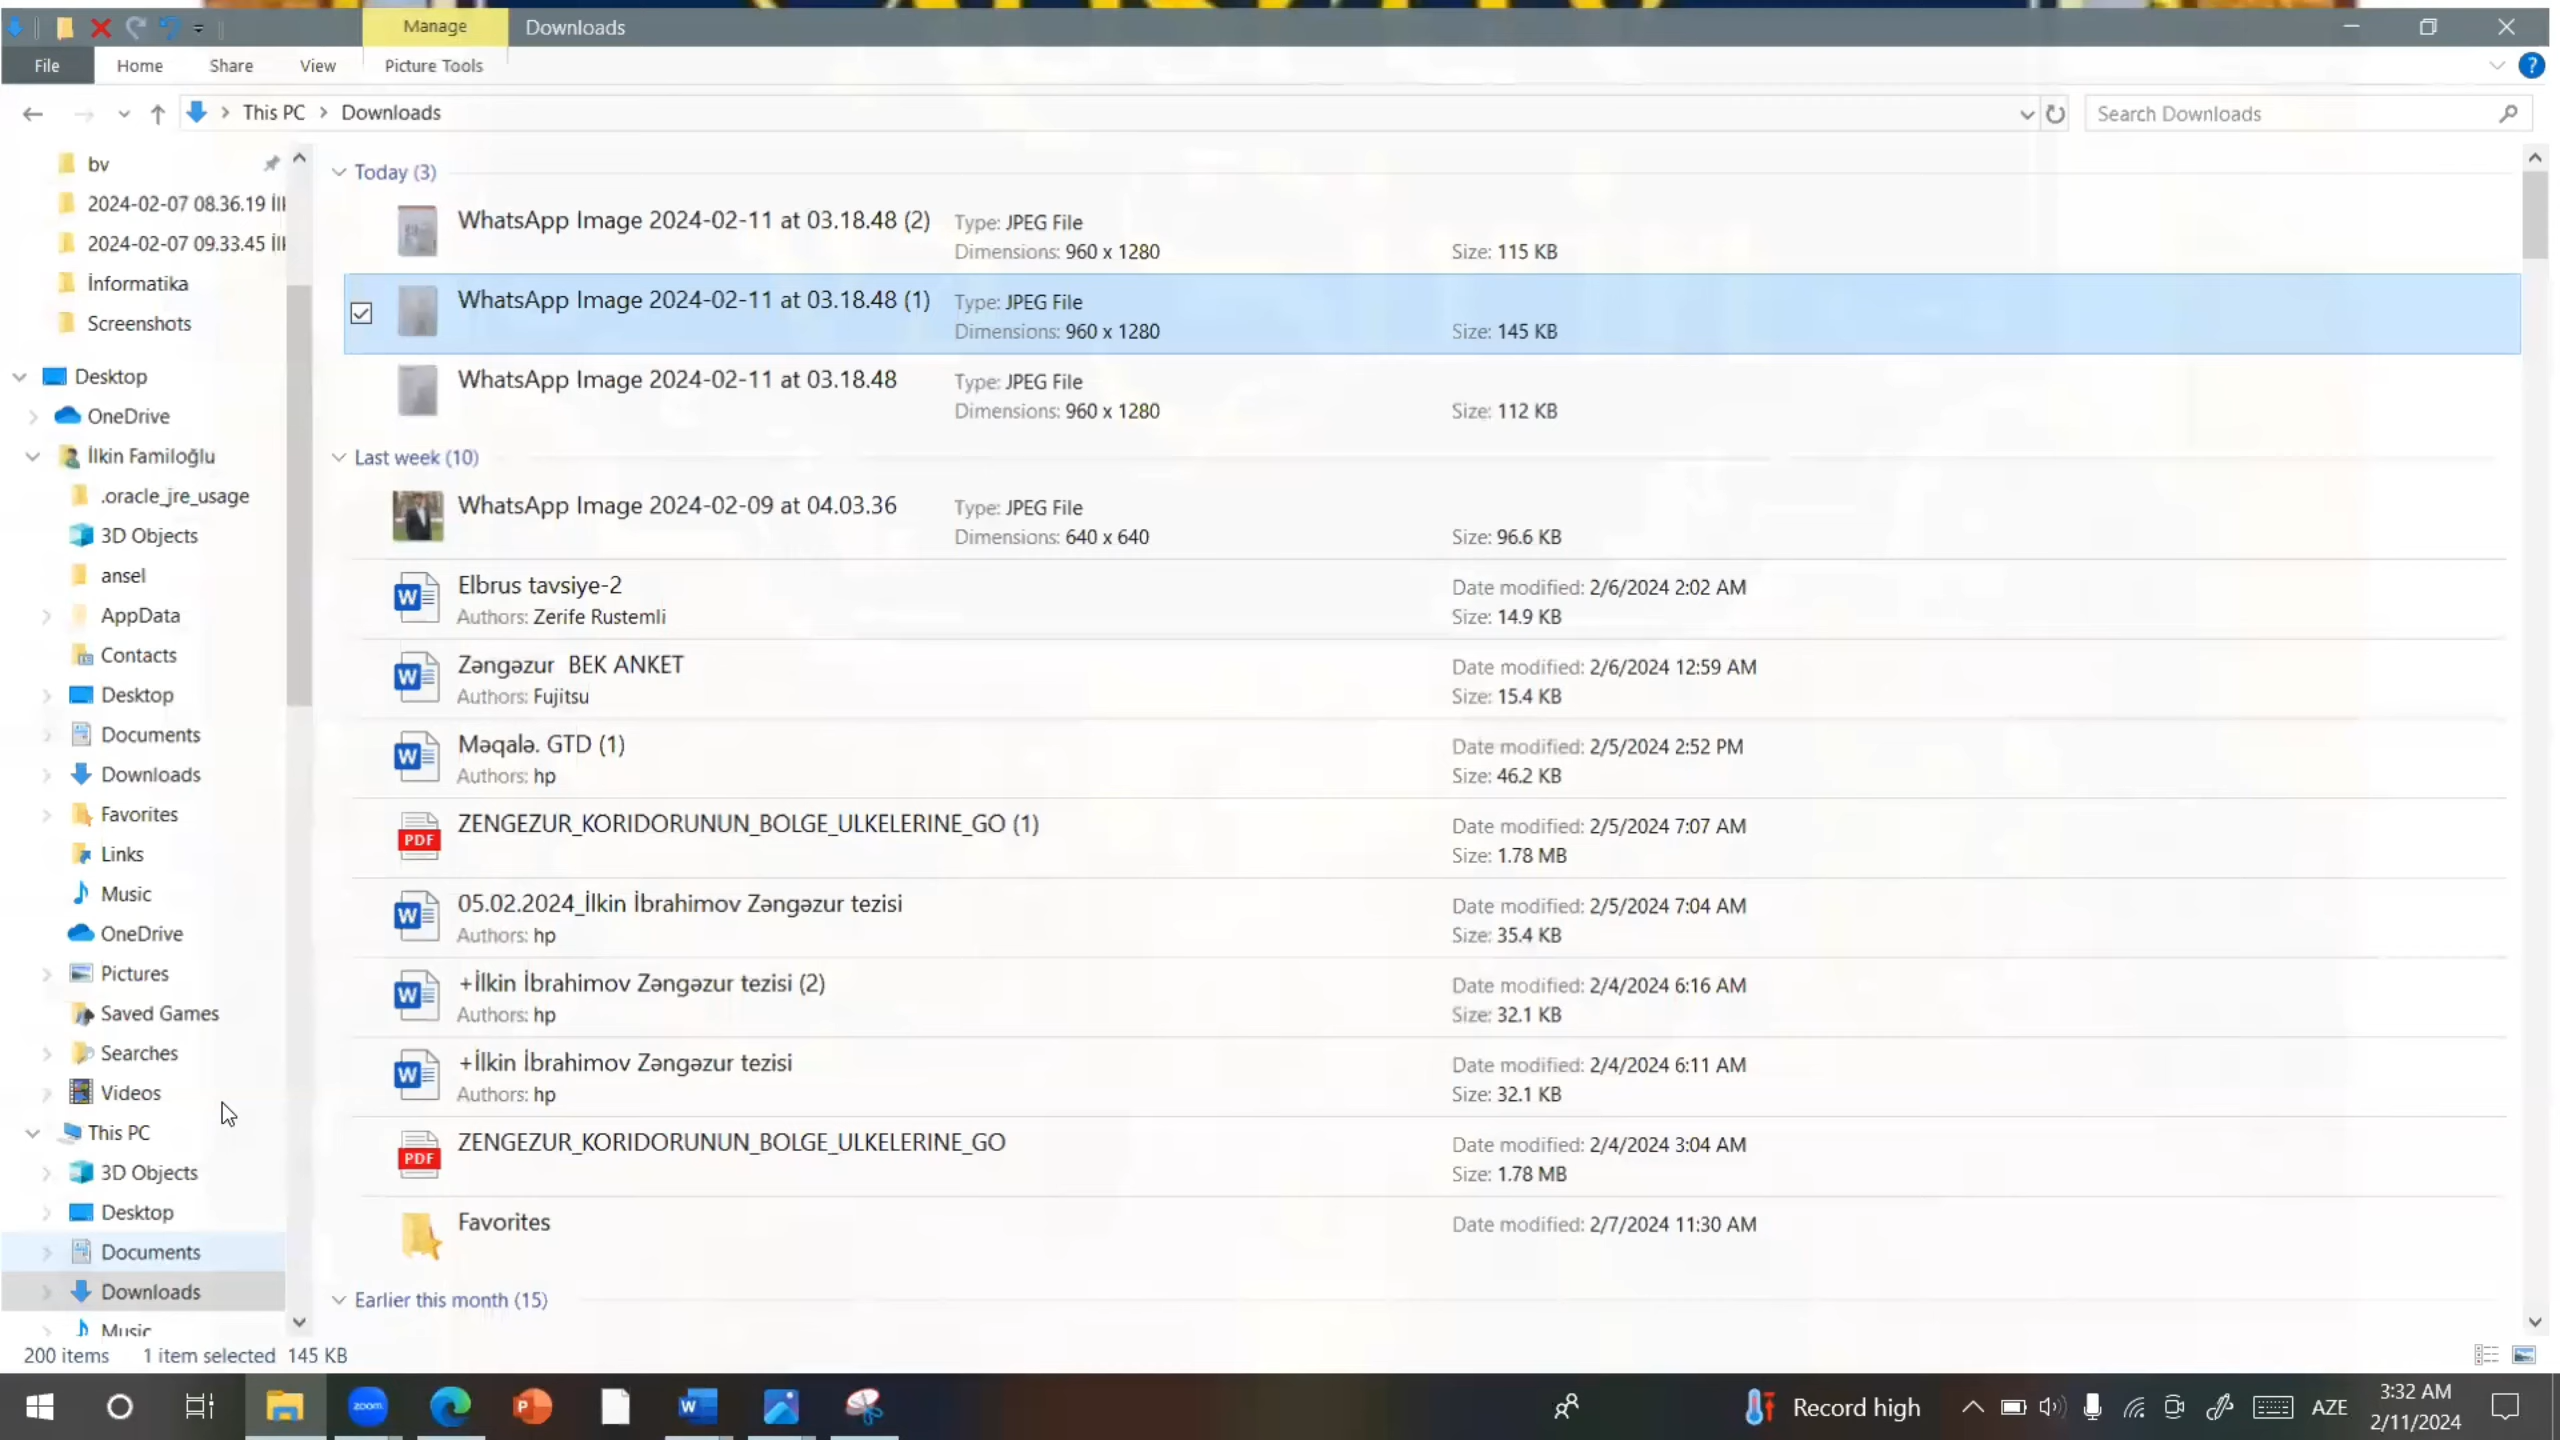 Manage
Downloads
File
Home
Share
View
Picture Tools
This PC
Downloads
Search Downloads
bv
2024-02-07 08.36.19
2024-02-07 09.33.45
İnformatika
Screenshots
Desktop
OneDrive
İlkin Familoğlu
.oracle_jre_usage
3D Objects
ansel
AppData
Contacts
Desktop
Documents
Downloads
Favorites
Links
Music
OneDrive
Pictures
Saved Games
Searches
Videos
This PC
3D Objects
Desktop
Documents
Downloads
Music
Today (3)
WhatsApp Image 2024-02-11 at 03.18.48 (2)
Type: JPEG File
Dimensions: 960 x 1280
Size: 115 KB
WhatsApp Image 2024-02-11 at 03.18.48 (1)
Type: JPEG File
Dimensions: 960 x 1280
Size: 145 KB
WhatsApp Image 2024-02-11 at 03.18.48
Type: JPEG File
Dimensions: 960 x 1280
Size: 112 KB
Last week (10)
WhatsApp Image 2024-02-09 at 04.03.36
Type: JPEG File
Dimensions: 640 x 640
Size: 96.6 KB
Elbrus tavsiye-2
Authors: Zerife Rustemli
Date modified: 2/6/2024 2:02 AM
Size: 14.9 KB
Zəngəzur BEK ANKET
Authors: Fujitsu
Date modified: 2/6/2024 12:59 AM
Size: 15.4 KB
Məqalə. GTD (1)
Authors: hp
Date modified: 2/5/2024 2:52 PM
Size: 46.2 KB
PDF
ZENGEZUR_KORIDORUNUN_BOLGE_ULKELERINE_GO (1)
Date modified: 2/5/2024 7:07 AM
Size: 1.78 MB
05.02.2024_İlkin İbrahimov Zəngəzur tezisi
Authors: hp
Date modified: 2/5/2024 7:04 AM
Size: 35.4 KB
+İlkin İbrahimov Zəngəzur tezisi (2)
Authors: hp
Date modified: 2/4/2024 6:16 AM
Size: 32.1 KB
+İlkin İbrahimov Zəngəzur tezisi
Authors: hp
Date modified: 2/4/2024 6:11 AM
Size: 32.1 KB
PDF
ZENGEZUR_KORIDORUNUN_BOLGE_ULKELERINE_GO
Date modified: 2/4/2024 3:04 AM
Size: 1.78 MB
Favorites
Date modified: 2/7/2024 11:30 AM
Earlier this month (15)
200 items
1 item selected 145 KB
zoom
Record high
AZE
3:32 AM
2/11/2024